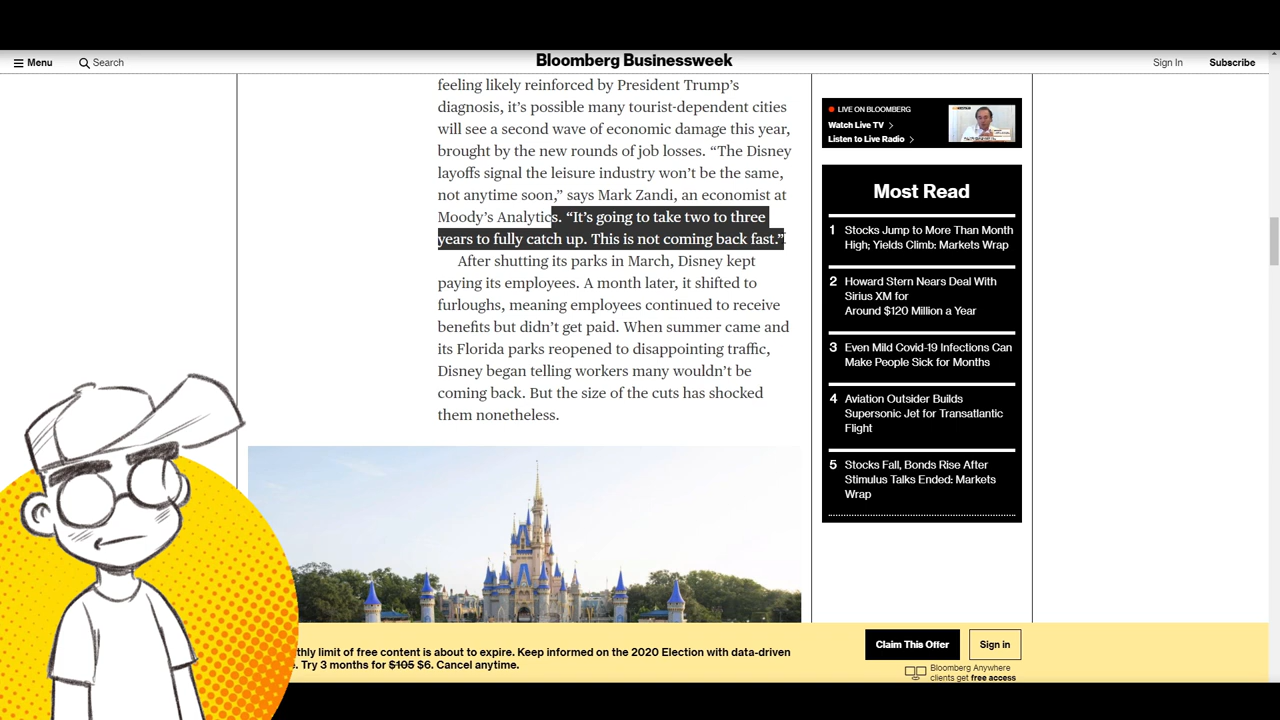 Menu
Search
Bloomberg Businessweek
Sign In
Subscribe
feeling likely reinforced by President Trump's
diagnosis, it's possible many tourist-dependent cities
will see a second wave of economic damage this year,
brought by the new rounds of job losses. “The Disney
layoffs signal the leisure industry won't be the same,
not anytime soon,” says Mark Zandi, an economist at
Moody's Analytics. “It's going to take two to three
years to fully catch up. This is not coming back fast.”
After shutting its parks in March, Disney kept
paying its employees. A month later, it shifted to
furloughs, meaning employees continued to receive
benefits but didn't get paid. When summer came and
its Florida parks reopened to disappointing traffic,
Disney began telling workers many wouldn't be
coming back. But the size of the cuts has shocked
them nonetheless.
LIVE ON BLOOMBERG
Watch Live TV
Listen to Live Radio
Most Read
1 Stocks Jump to More Than Month
High; Yields Climb: Markets Wrap
2 Howard Stern Nears Deal With
Sirius XM for
Around $120 Million a Year
3 Even Mild Covid-19 Infections Can
Make People Sick for Months
4 Aviation Outsider Builds
Supersonic Jet for Transatlantic
Flight
5 Stocks Fall, Bonds Rise After
Stimulus Talks Ended: Markets
Wrap
limit of free content is about to expire. Keep informed on the 2020 Election with data-driven
Try 3 months for $105 $6. Cancel anytime.
Claim This Offer
Sign in
Bloomberg Anywhere
clients get free access